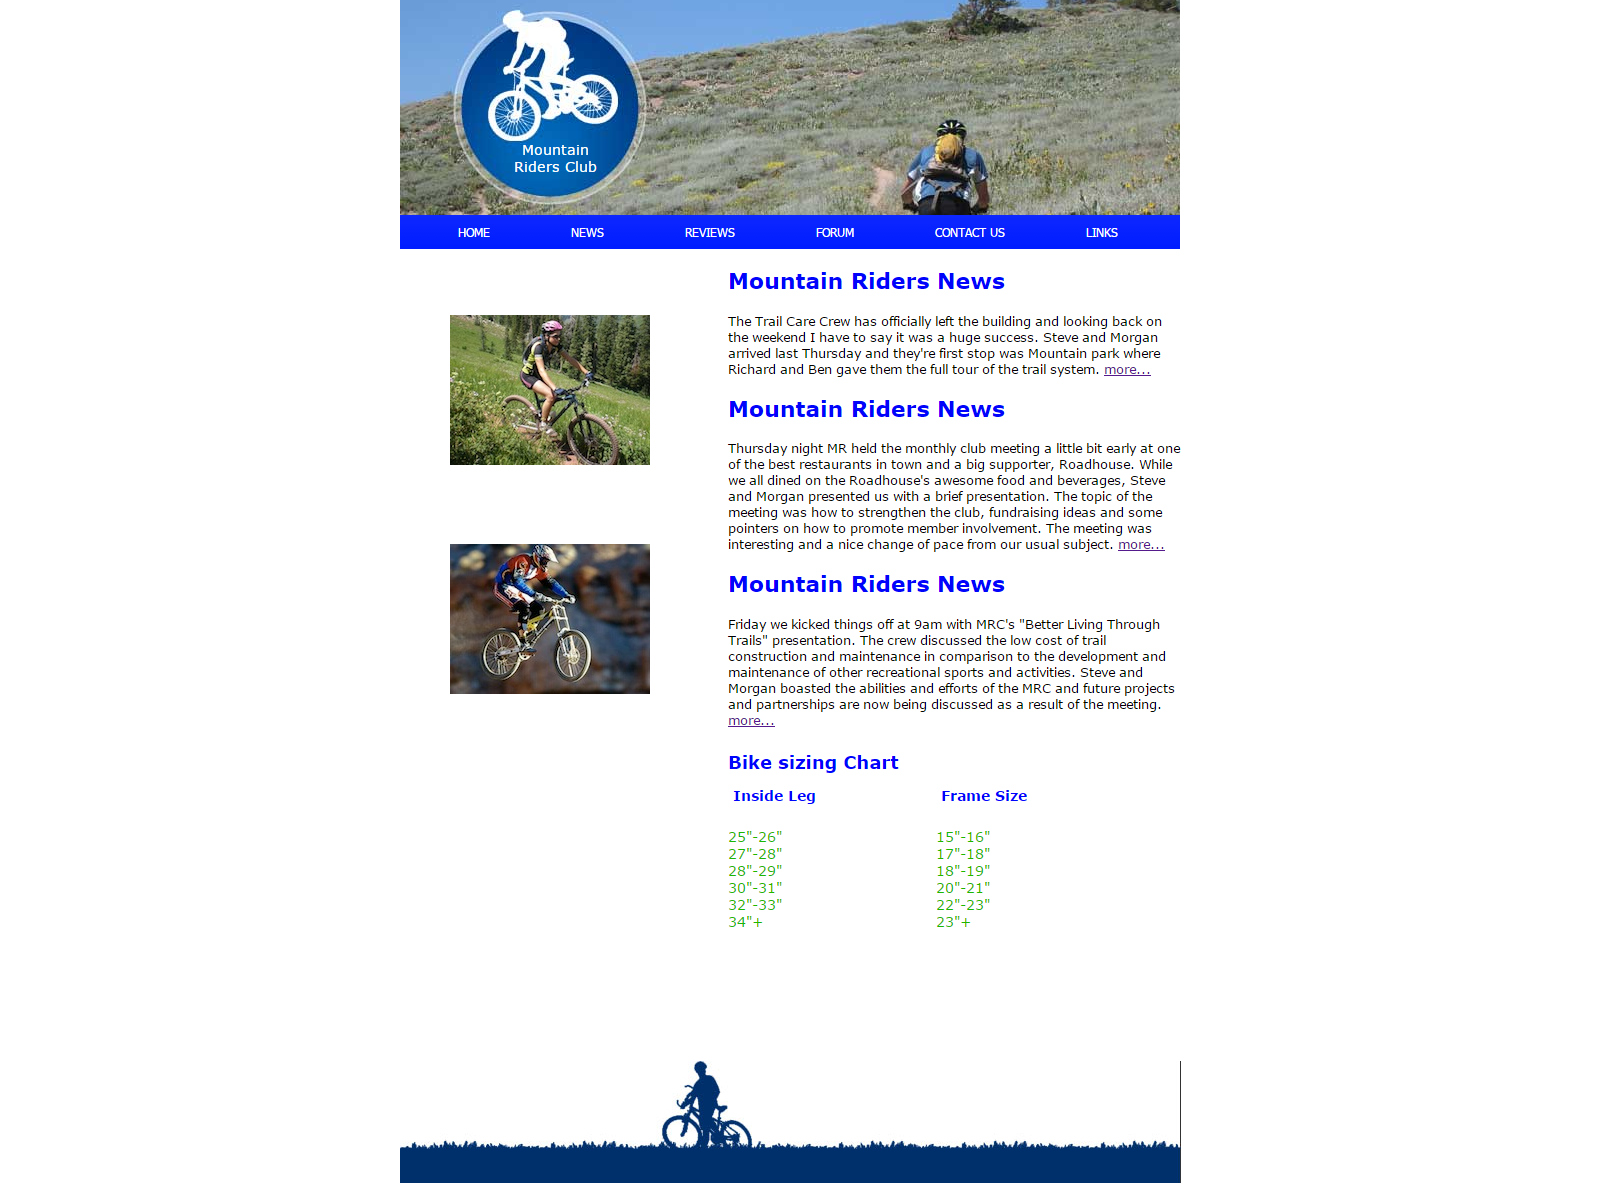 Mountain
Riders Club
HOME NEWS REVIEWS FORUM CONTACT US LINKS
Mountain Riders News
The Trail Care Crew has officially left the building and looking back on
the weekend I have to say it was a huge success. Steve and Morgan
arrived last Thursday and they're first stop was Mountain park where
Richard and Ben gave them the full tour of the trail system. more...
Mountain Riders News
Thursday night MR held the monthly club meeting a little bit early at one
of the best restaurants in town and a big supporter, Roadhouse. While
we all dined on the Roadhouse's awesome food and beverages, Steve
and Morgan presented us with a brief presentation. The topic of the
meeting was how to strengthen the club, fundraising ideas and some
pointers on how to promote member involvement. The meeting was
interesting and a nice change of pace from our usual subject. more...
Mountain Riders News
Friday we kicked things off at 9am with MRC's "Better Living Through
Trails" presentation. The crew discussed the low cost of trail
construction and maintenance in comparison to the development and
maintenance of other recreational sports and activities. Steve and
Morgan boasted the abilities and efforts of the MRC and future projects
and partnerships are now being discussed as a result of the meeting.
more...
Bike sizing Chart
Inside Leg Frame Size
25"-26" 15"-16"
27"-28" 17"-18"
28"-29" 18"-19"
30"-31" 20"-21"
32"-33" 22"-23"
34"+ 23"+